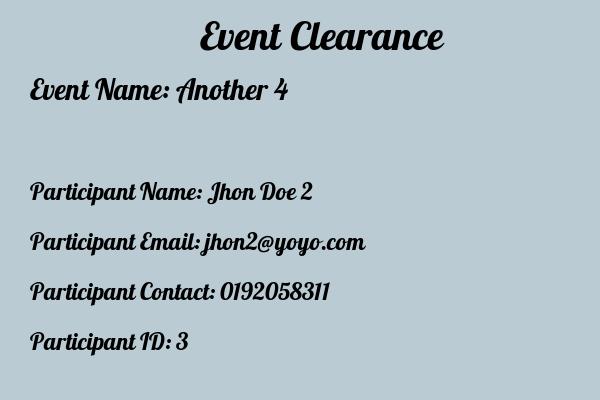 Event Clearance
Event Name: Another 4
Participant Name: Jhon Doe 2
Participant Email: jhon2@yoyo.com
Participant Contact: 0192058311
Participant ID: 3